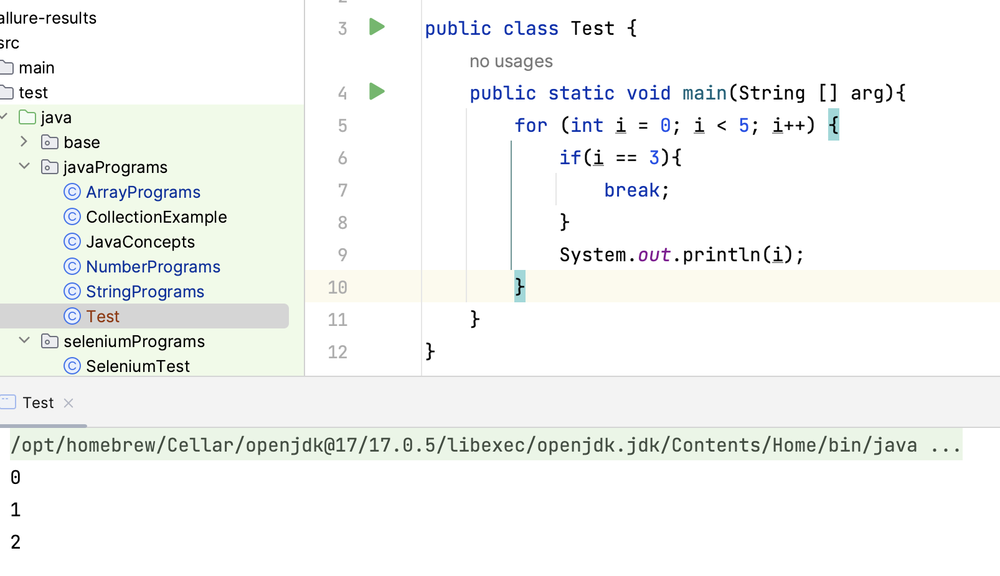 allure-results
src
main
test
java
base
javaPrograms
ArrayPrograms
CollectionExample
JavaConcepts
NumberPrograms
StringPrograms
Test
seleniumPrograms
SeleniumTest
3 public class Test {
no usages
4 public static void main(String [] arg){
5 for (int i = 0; i < 5; i++) {
6 if(i == 3){
7 break;
8 }
9 System.out.println(i);
10 }
11 }
12 }
Test
/opt/homebrew/Cellar/openjdk@17/17.0.5/libexec/openjdk.jdk/Contents/Home/bin/java ...
0
1
2